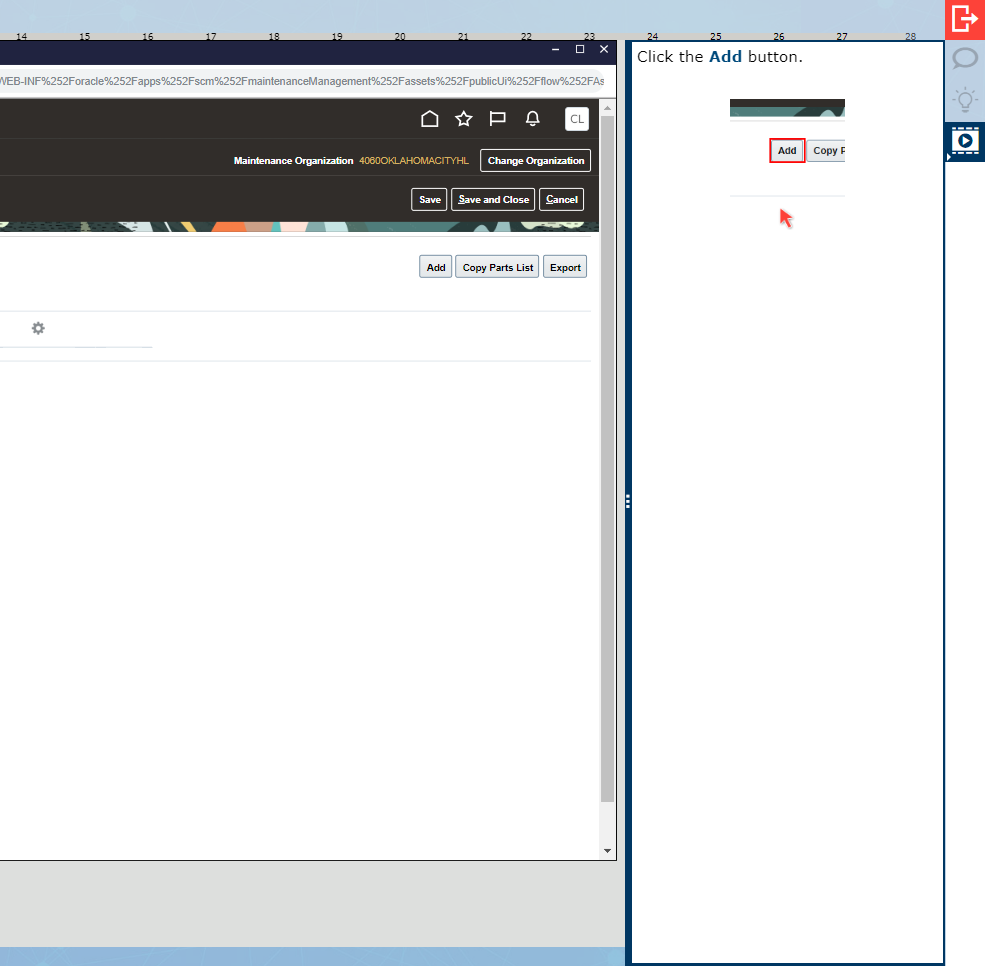 14 15 16 17 18 19 20 21 22 23 24 25 26 27 28
WEB-INF%252Foracle%252Fapps%252Fscm%252FmaintenanceManagement%252Fassets%252FpublicUi%252Fflow%252FAs
CL
Maintenance Organization 4060OKLAHOMACITYHL Change Organization
Save Save and Close Cancel
Add Copy Parts List Export
Click the Add button.
Add Copy P